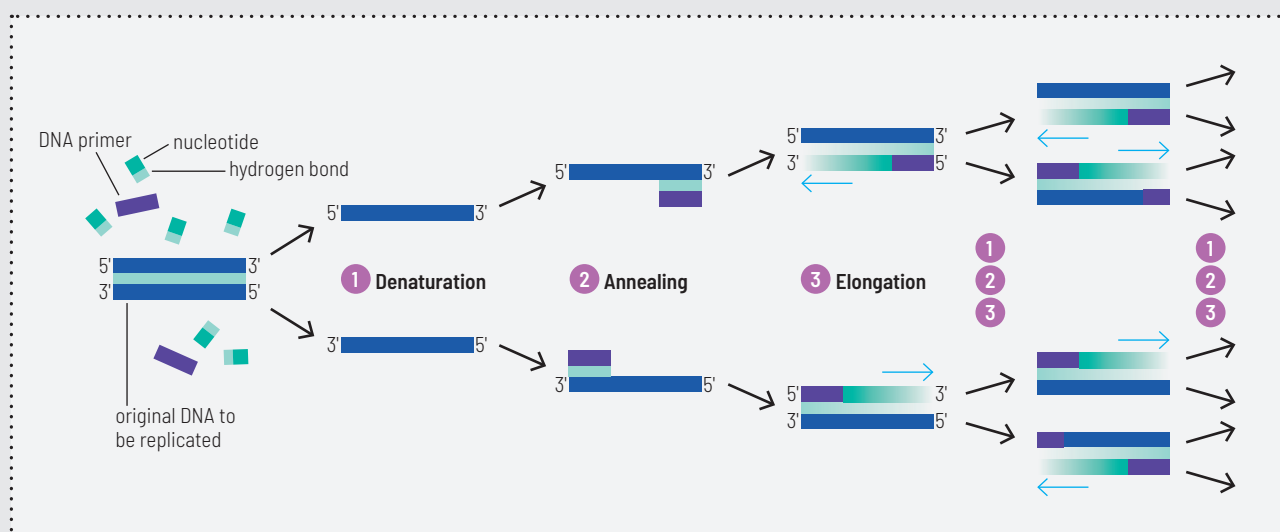 DNA primer
nucleotide
hydrogen bond
5' 3'
3' 5'
original DNA to
be replicated
5' 3'
1 Denaturation
3' 5'
5' 3'
2 Annealing
3' 5'
5' 3'
3' 5'
3 Elongation
5' 3'
3' 5'
1
2
3
1
2
3